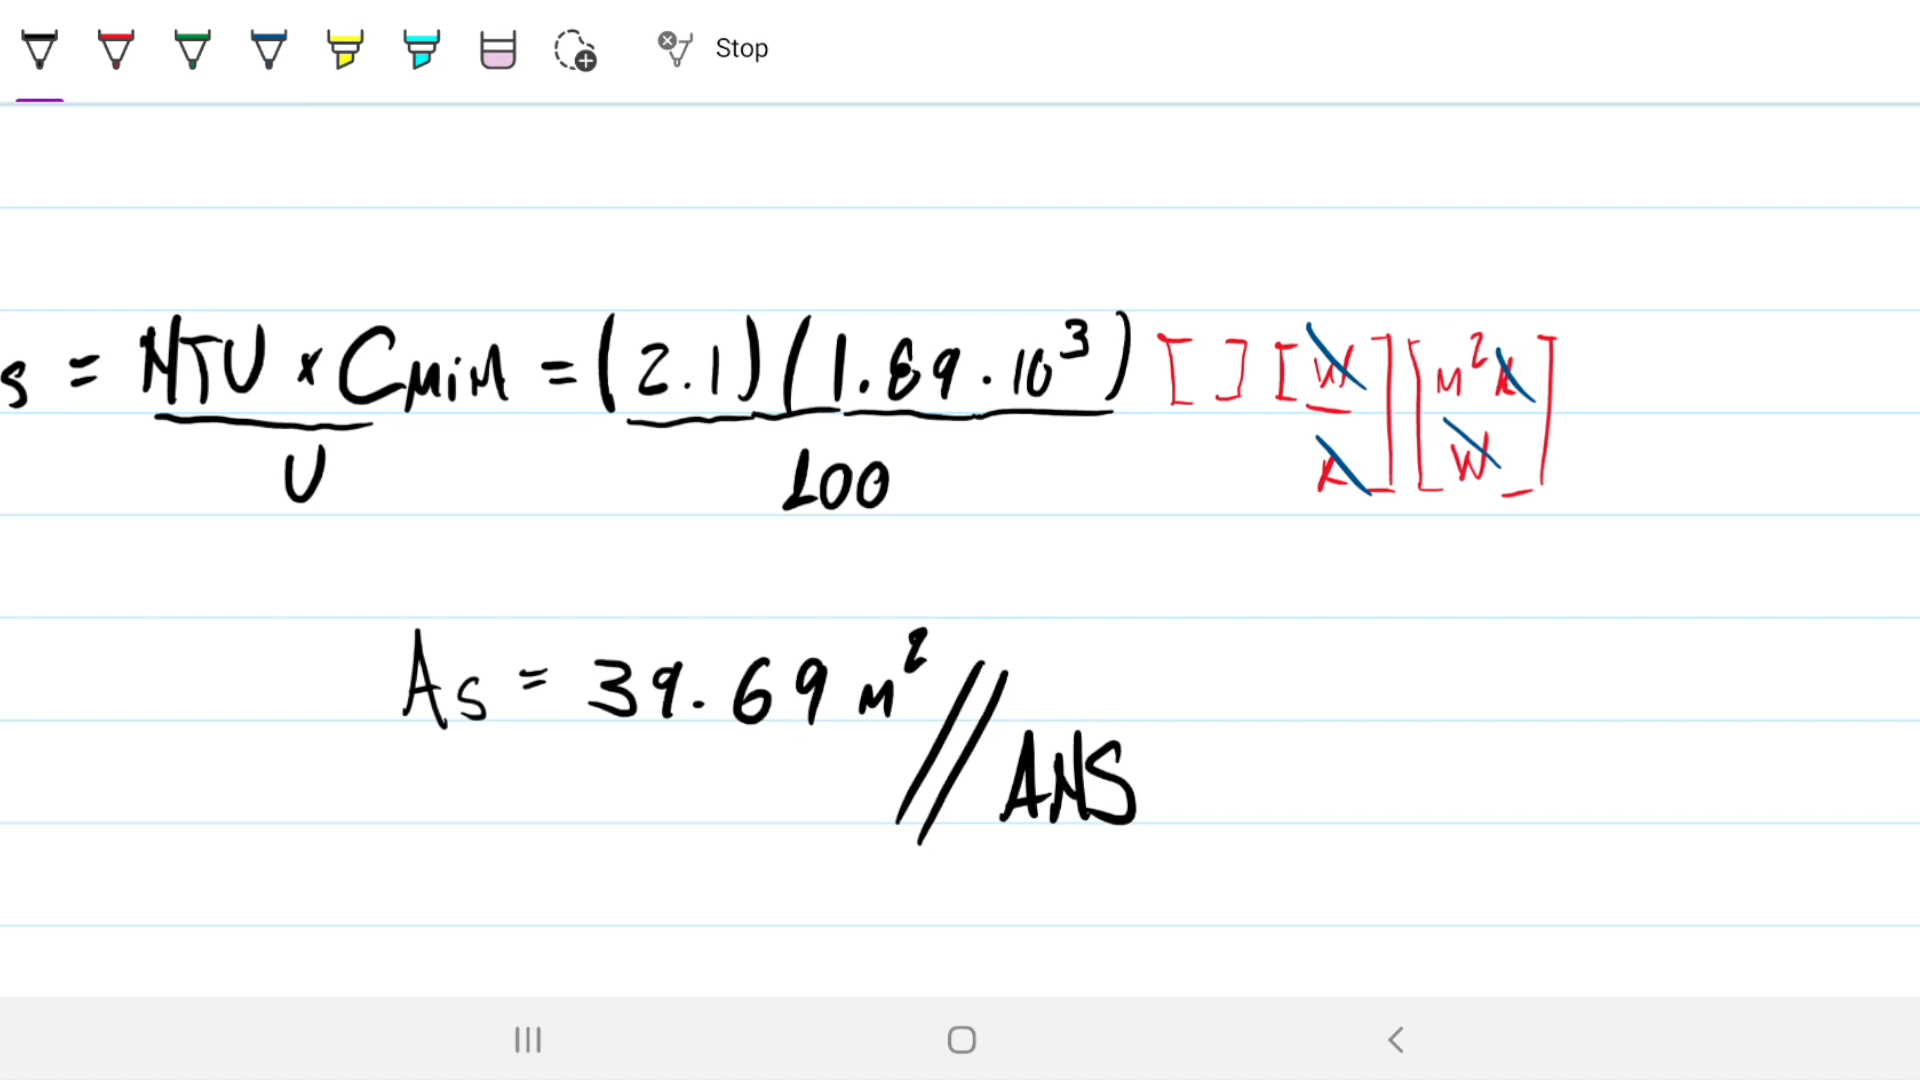 Stop
s = NTU × CMIN = (2.1)(1.89 · 10³) [ ] [W [M²K
U 100 K] W]
As = 39.69 M²
// ANS